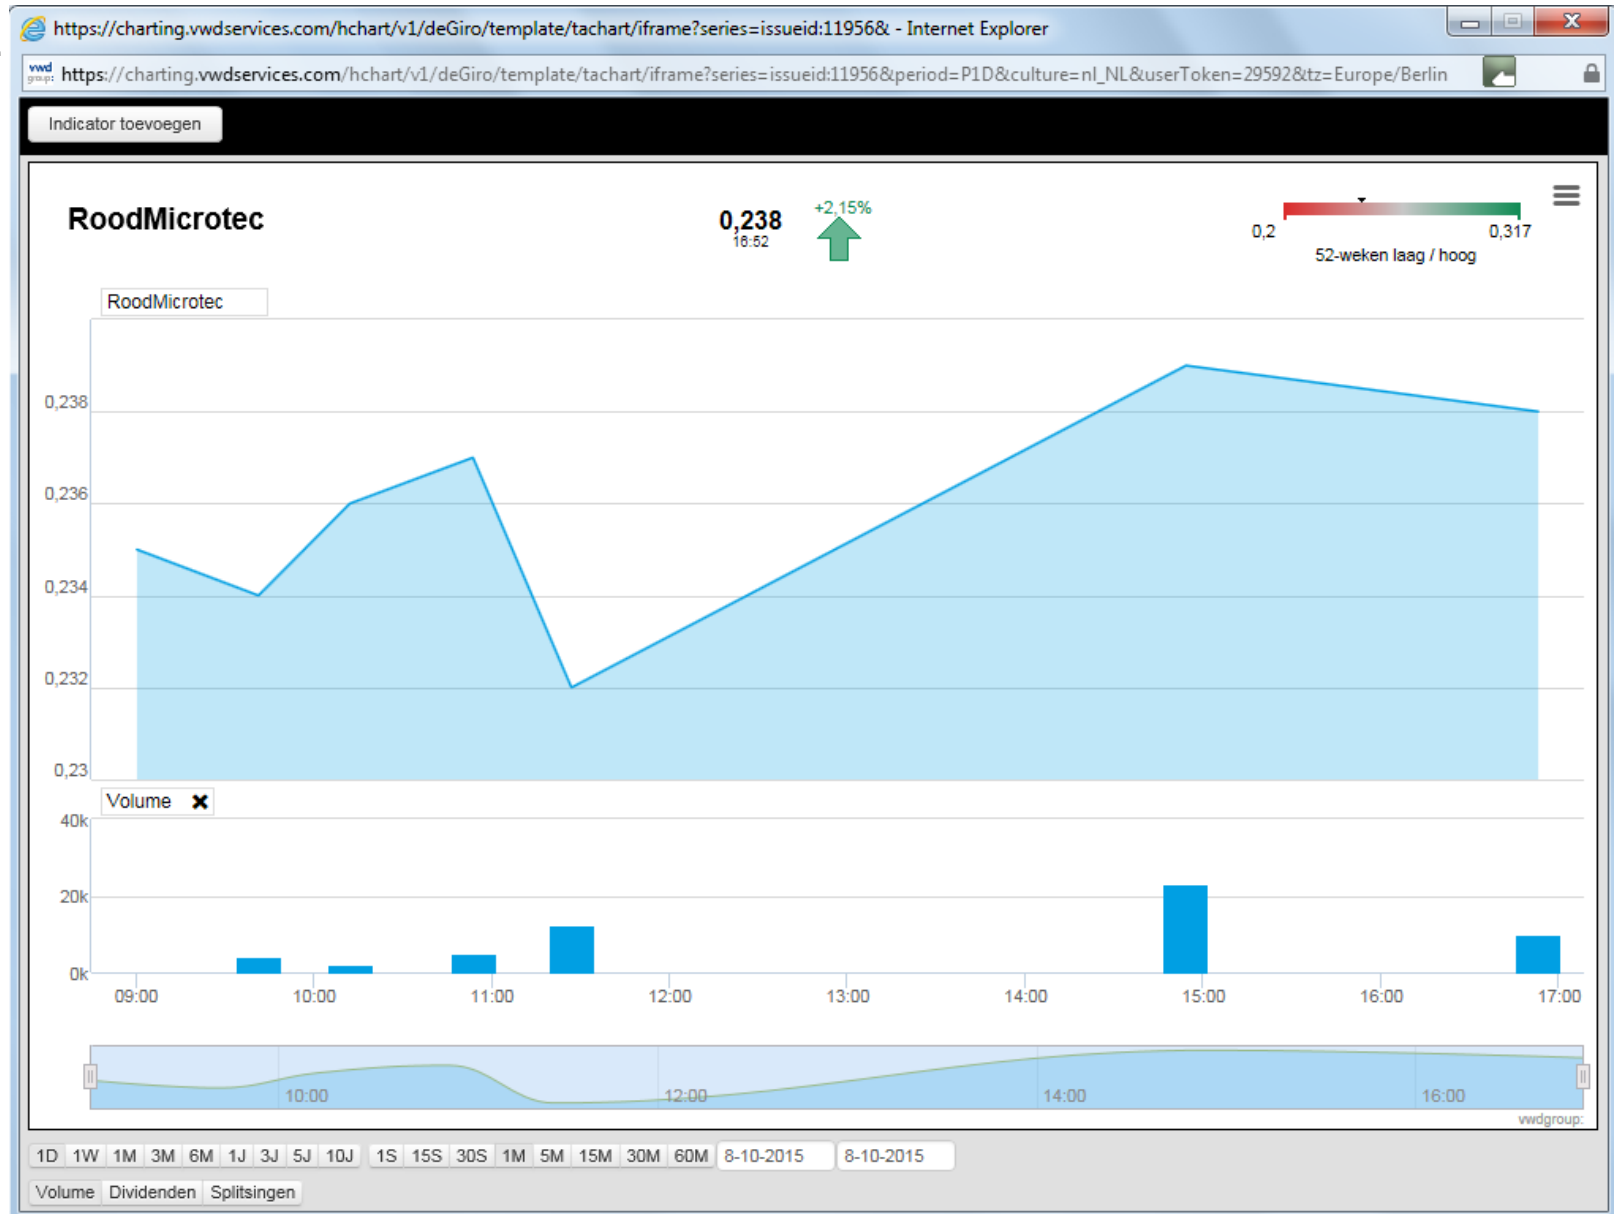 https://charting.vwdservices.com/hchart/v1/deGiro/template/tachart/iframe?series=issueid:11956& - Internet Explorer
vwd group: https://charting.vwdservices.com/hchart/v1/deGiro/template/tachart/iframe?series=issueid:11956&period=P1D&culture=nl_NL&userToken=29592&tz=Europe/Berlin
Indicator toevoegen
RoodMicrotec
0,238
16:52
+2,15%
0,2 0,317
52-weken laag / hoog
RoodMicrotec
0,238
0,236
0,234
0,232
0,23
Volume
40k
20k
0k
09:00 10:00 11:00 12:00 13:00 14:00 15:00 16:00 17:00
10:00 12:00 14:00 16:00
vwdgroup:
1D 1W 1M 3M 6M 1J 3J 5J 10J 1S 15S 30S 1M 5M 15M 30M 60M 8-10-2015 8-10-2015
Volume Dividenden Splitsingen